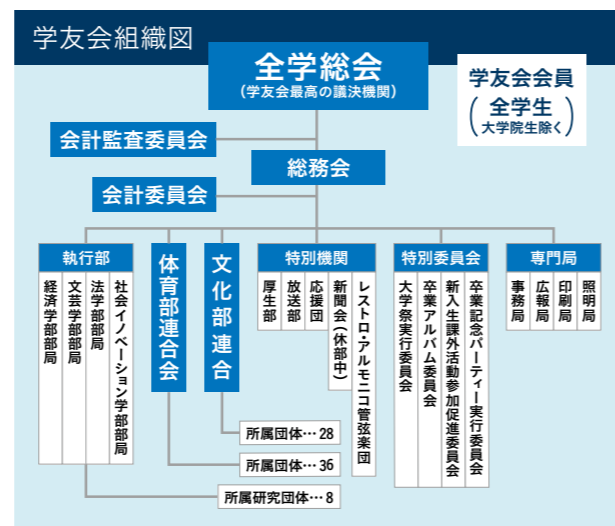 学友会組織図
全学総会
(学友会最高の議決機関)
学友会会員
(全学生
大学院生除く)
会計監査委員会
総務会
会計委員会
執行部
経済学部部局
文芸学部部局
法学部部局
社会イノベーション学部部局
体育部連合会
文化部連合
特別機関
厚生部
放送部
応援団
新聞会(休部中)
レストロ・アルモニコ管弦楽団
特別委員会
大学祭実行委員会
卒業アルバム委員会
新入生課外活動参加促進委員会
卒業記念パーティー実行委員会
専門局
事務局
広報局
印刷局
照明局
所属団体…28
所属団体…36
所属研究団体…8